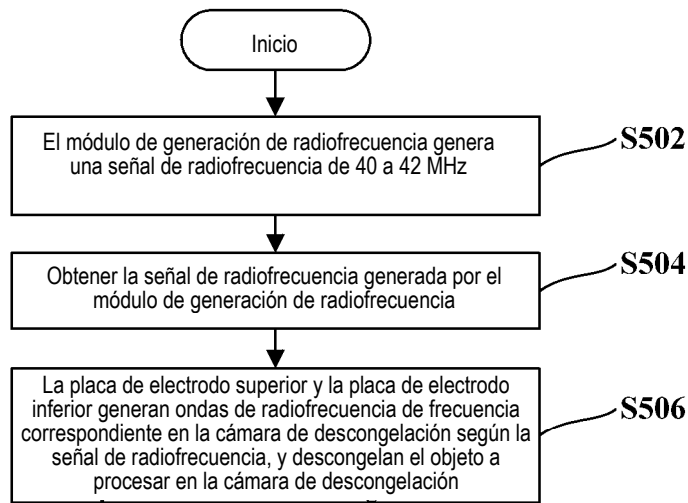 Inicio
El módulo de generación de radiofrecuencia genera
una señal de radiofrecuencia de 40 a 42 MHz
S502
Obtener la señal de radiofrecuencia generada por el
módulo de generación de radiofrecuencia
S504
La placa de electrodo superior y la placa de electrodo
inferior generan ondas de radiofrecuencia de frecuencia
correspondiente en la cámara de descongelación según la
señal de radiofrecuencia, y descongelan el objeto a
procesar en la cámara de descongelación
S506